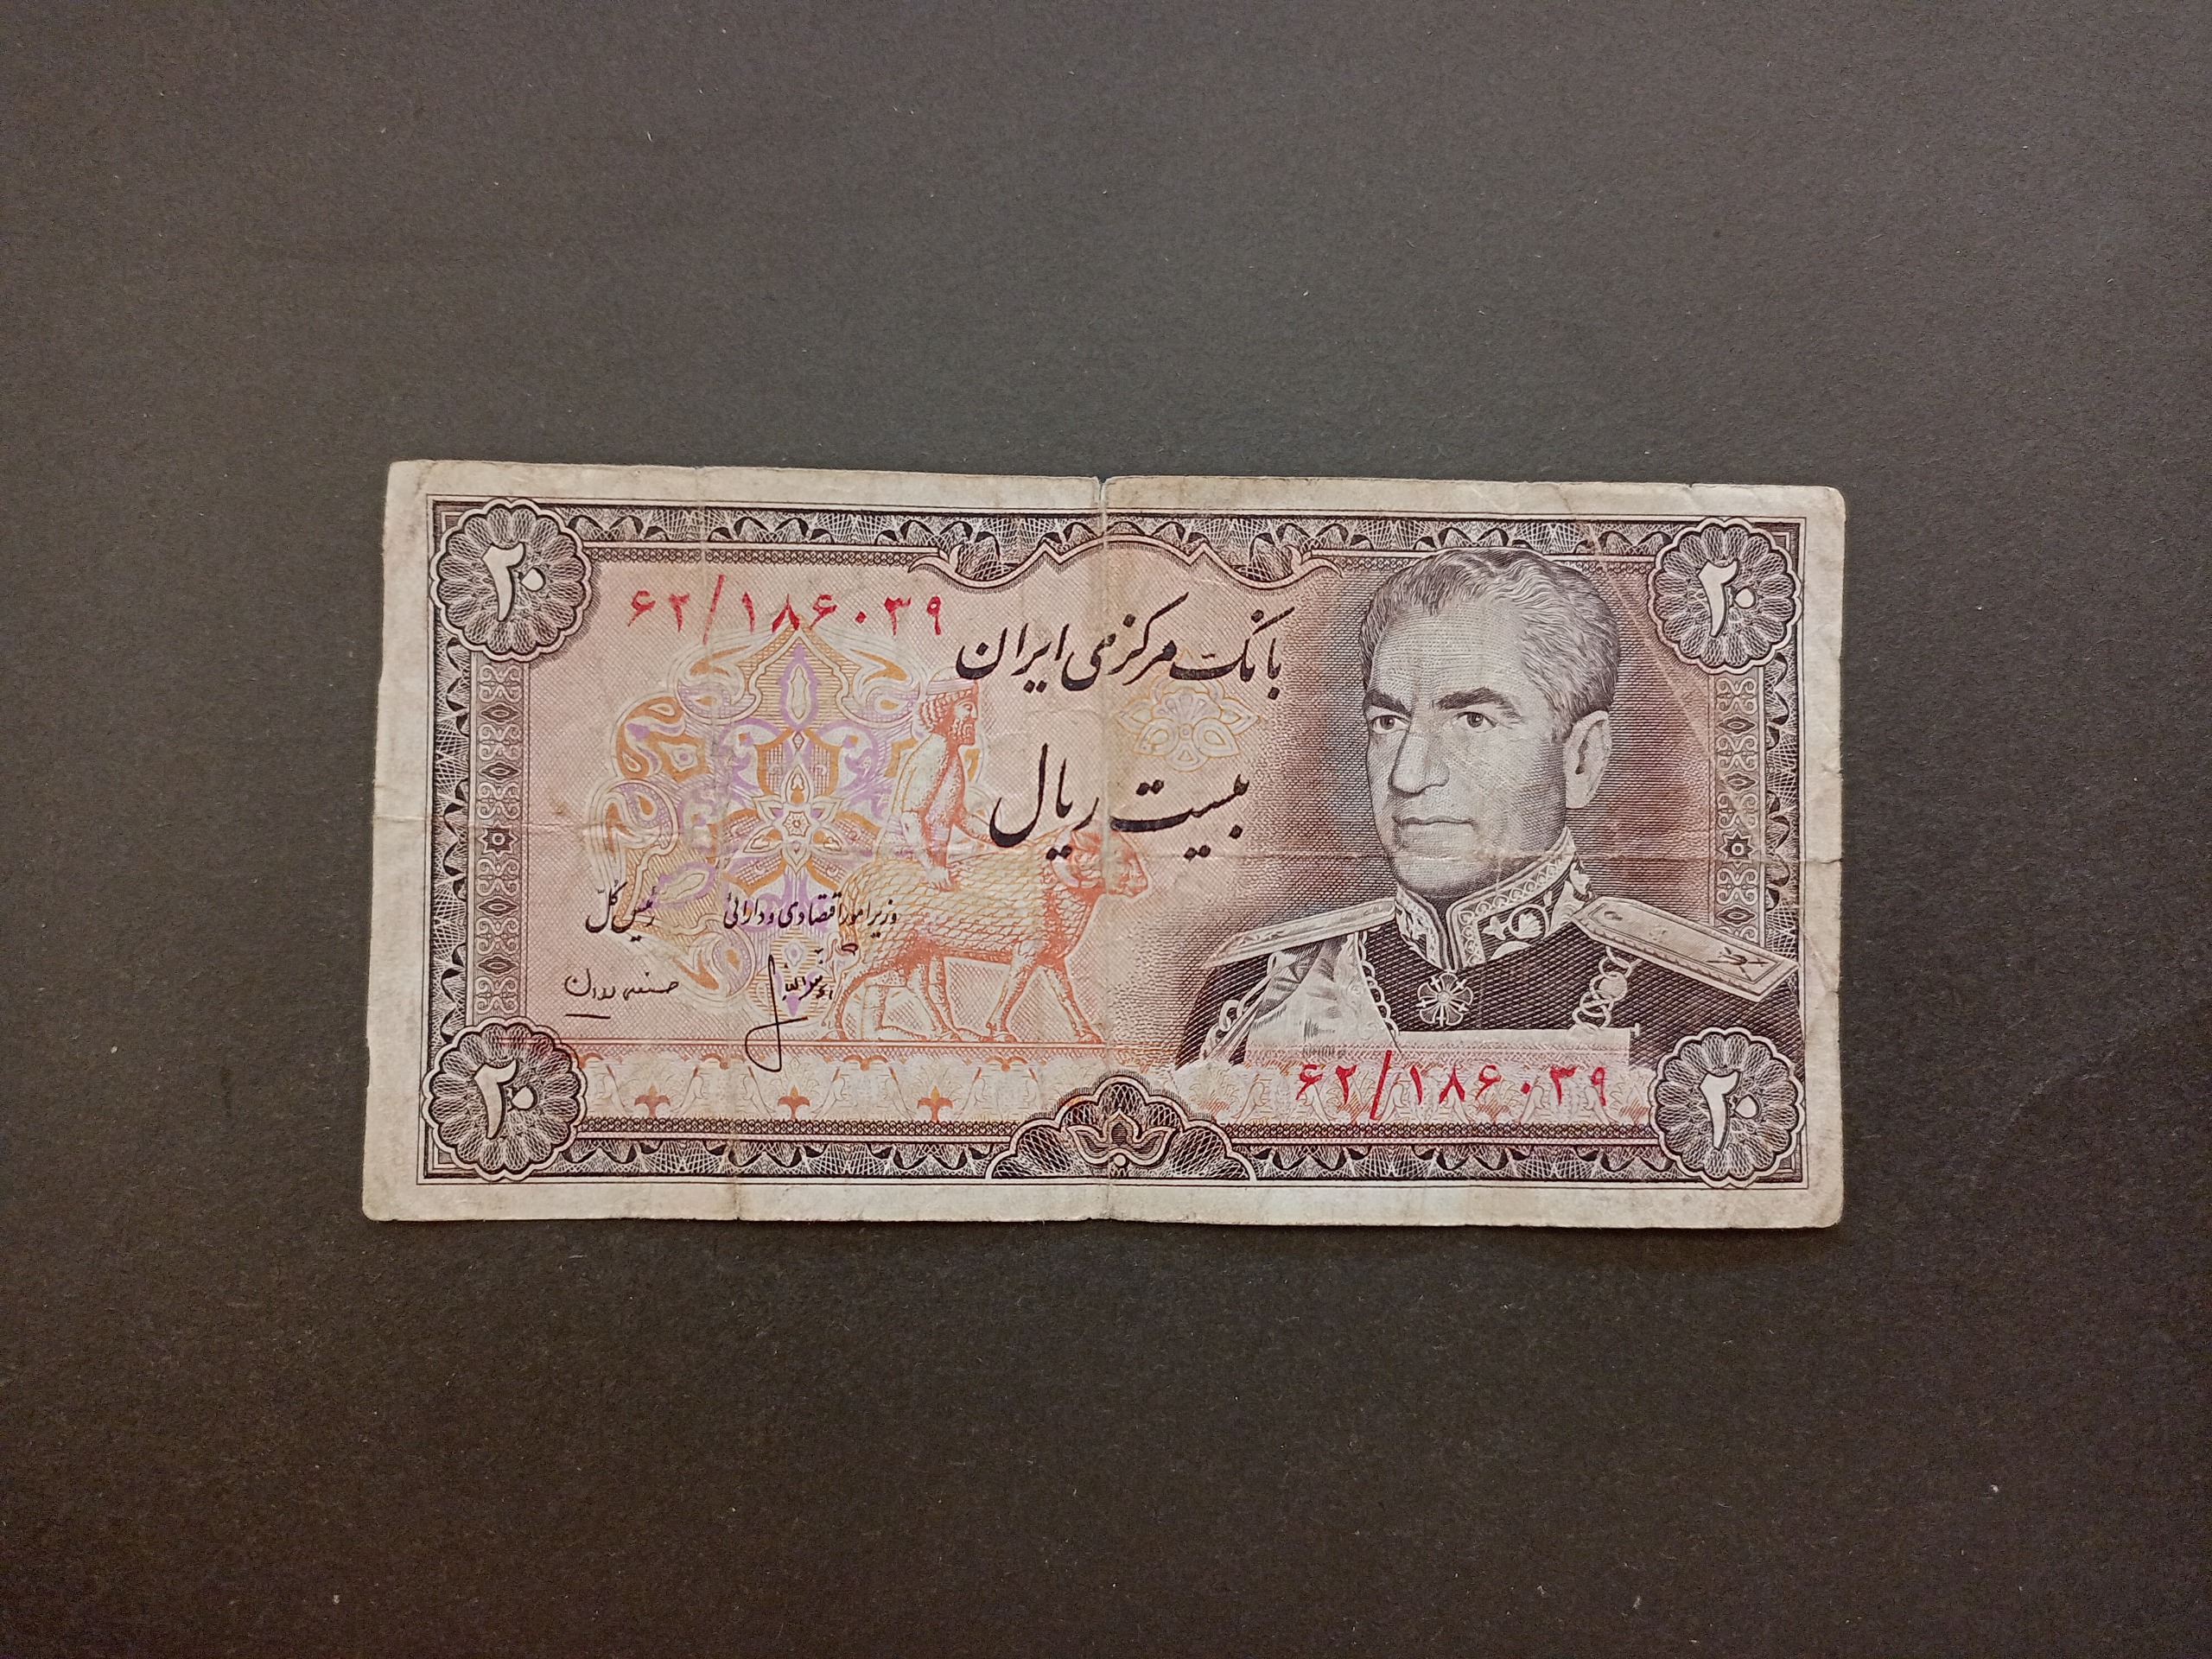 ۲۰
۲۰
۶۲/۱۸۶۰۳۹
بانک مرکزی ایران
بیست ریال
وزیر امور اقتصادی و دارائی
رئیس کل
۶۲/۱۸۶۰۳۹
۲۰
۲۰